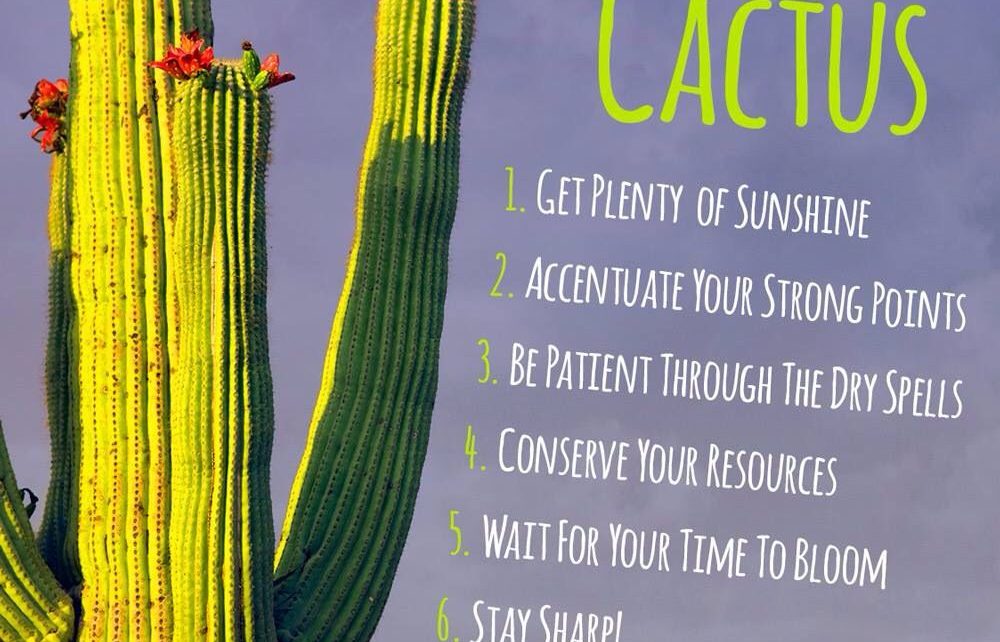 Cactus
1. Get Plenty of Sunshine
2. Accentuate Your Strong Points
3. Be Patient Through The Dry Spells
4. Conserve Your Resources
5. Wait For Your Time To Bloom
6. Stay Sharp!